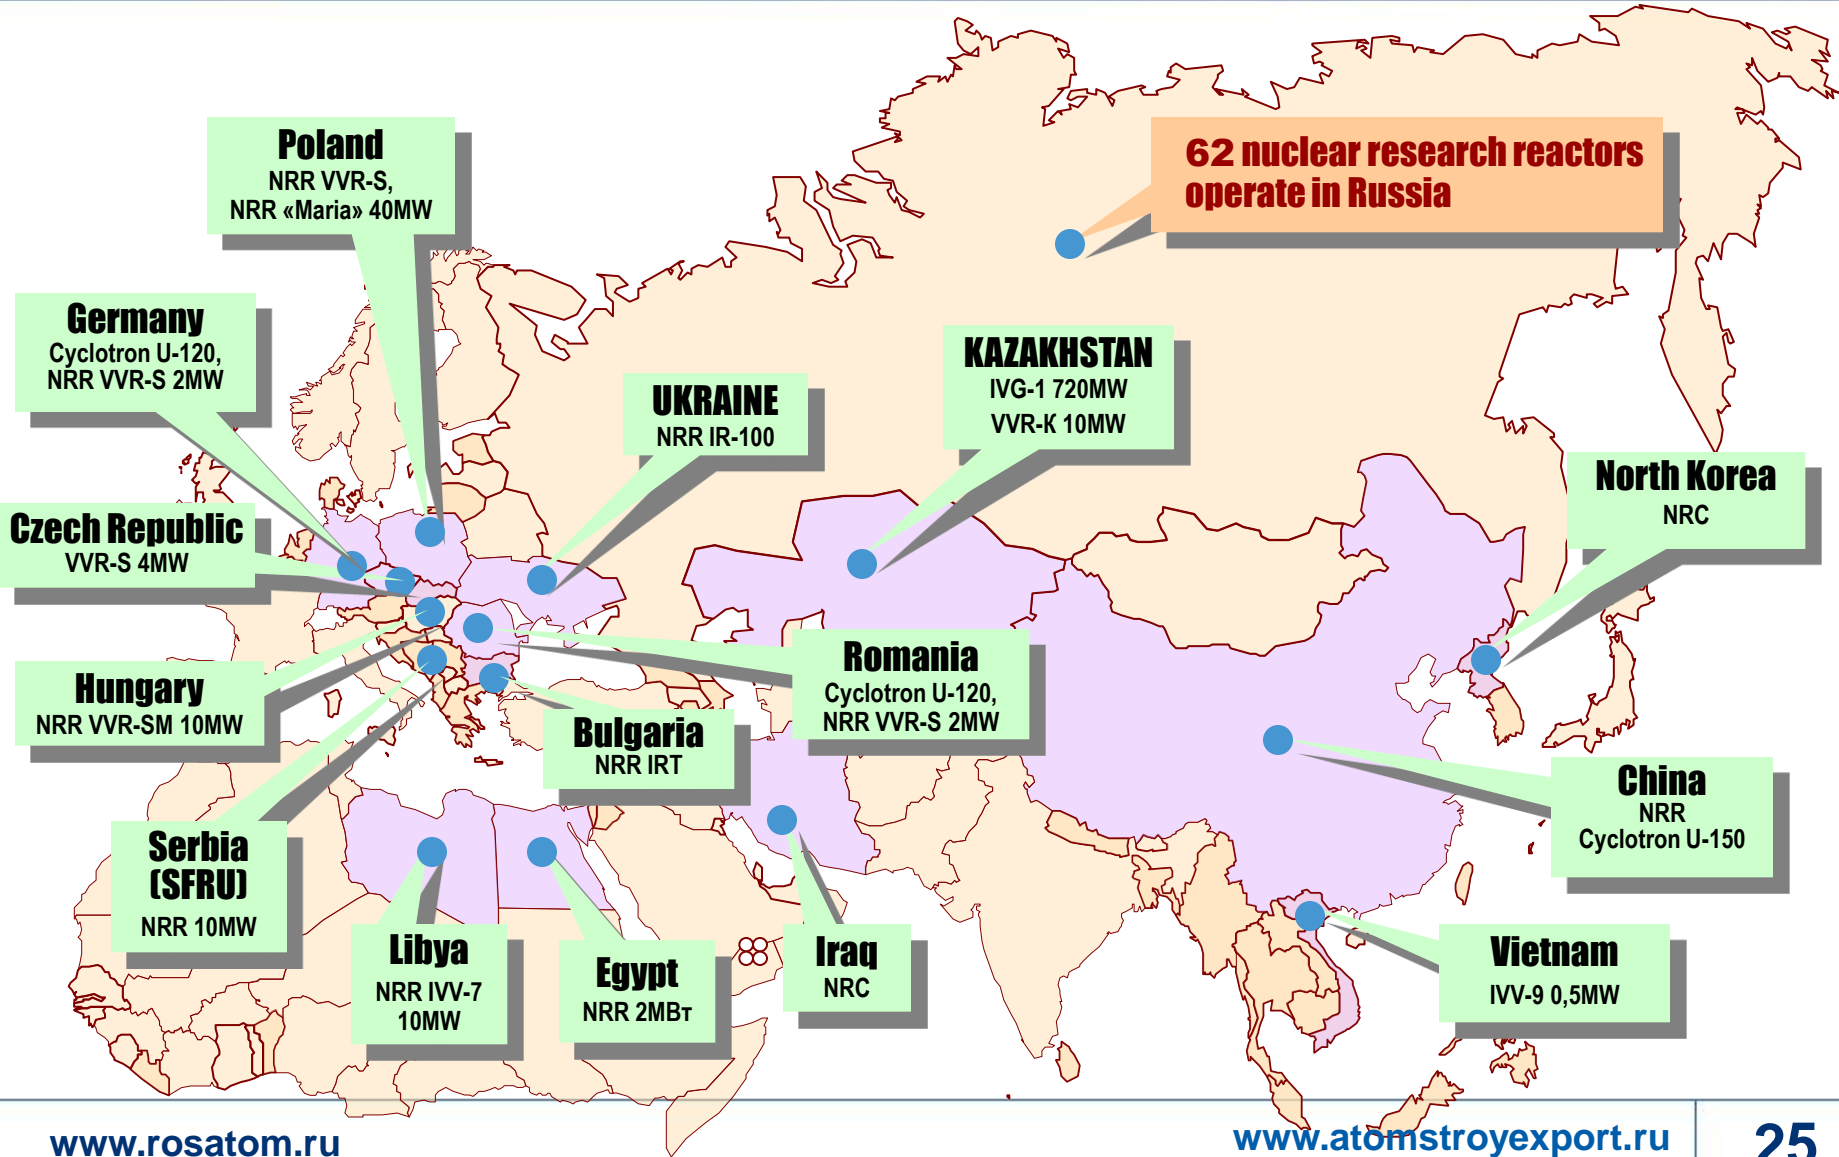 Poland
NRR VVR-S,
NRR «Maria» 40MW
62 nuclear research reactors
operate in Russia
Germany
Cyclotron U-120,
NRR VVR-S 2MW
UKRAINE
NRR IR-100
KAZAKHSTAN
IVG-1 720MW
VVR-K 10MW
North Korea
NRC
Czech Republic
VVR-S 4MW
Hungary
NRR VVR-SM 10MW
Romania
Cyclotron U-120,
NRR VVR-S 2MW
Bulgaria
NRR IRT
China
NRR
Cyclotron U-150
Serbia
(SFRU)
NRR 10MW
Libya
NRR IVV-7
10MW
Egypt
NRR 2МВт
Iraq
NRC
Vietnam
IVV-9 0,5MW
www.rosatom.ru
www.atomstroyexport.ru
25